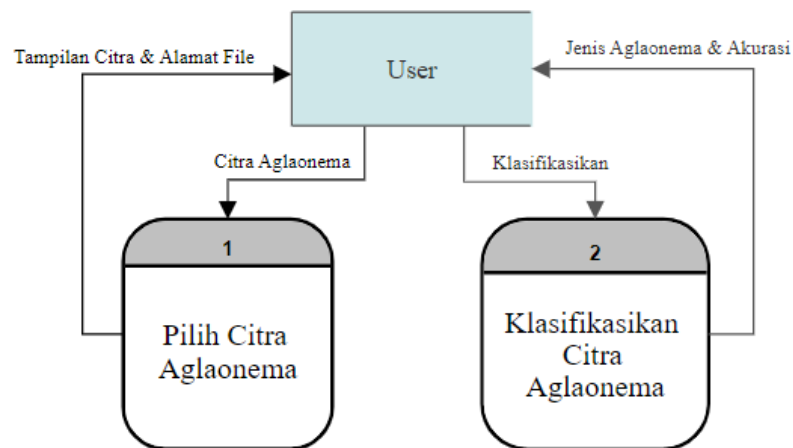 Tampilan Citra & Alamat File
User
Jenis Aglaonema & Akurasi
Citra Aglaonema
Klasifikasikan
1
Pilih Citra
Aglaonema
2
Klasifikasikan
Citra
Aglaonema